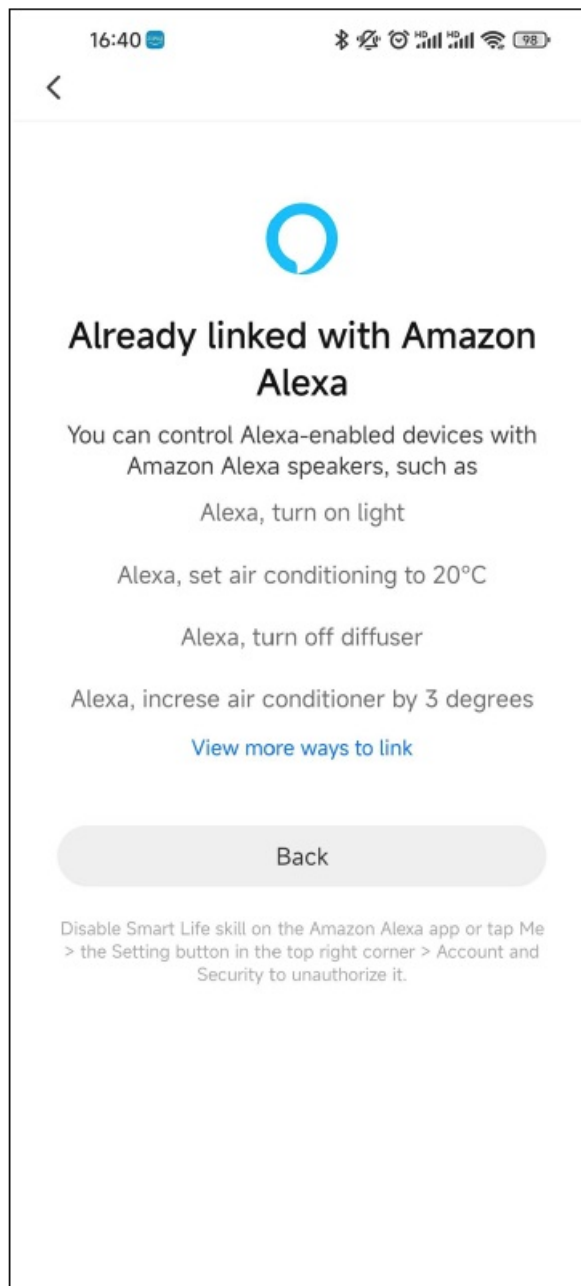 16:40
HD HD 98
Already linked with Amazon
Alexa
You can control Alexa-enabled devices with
Amazon Alexa speakers, such as
Alexa, turn on light
Alexa, set air conditioning to 20°C
Alexa, turn off diffuser
Alexa, increse air conditioner by 3 degrees
View more ways to link
Back
Disable Smart Life skill on the Amazon Alexa app or tap Me
> the Setting button in the top right corner > Account and
Security to unauthorize it.